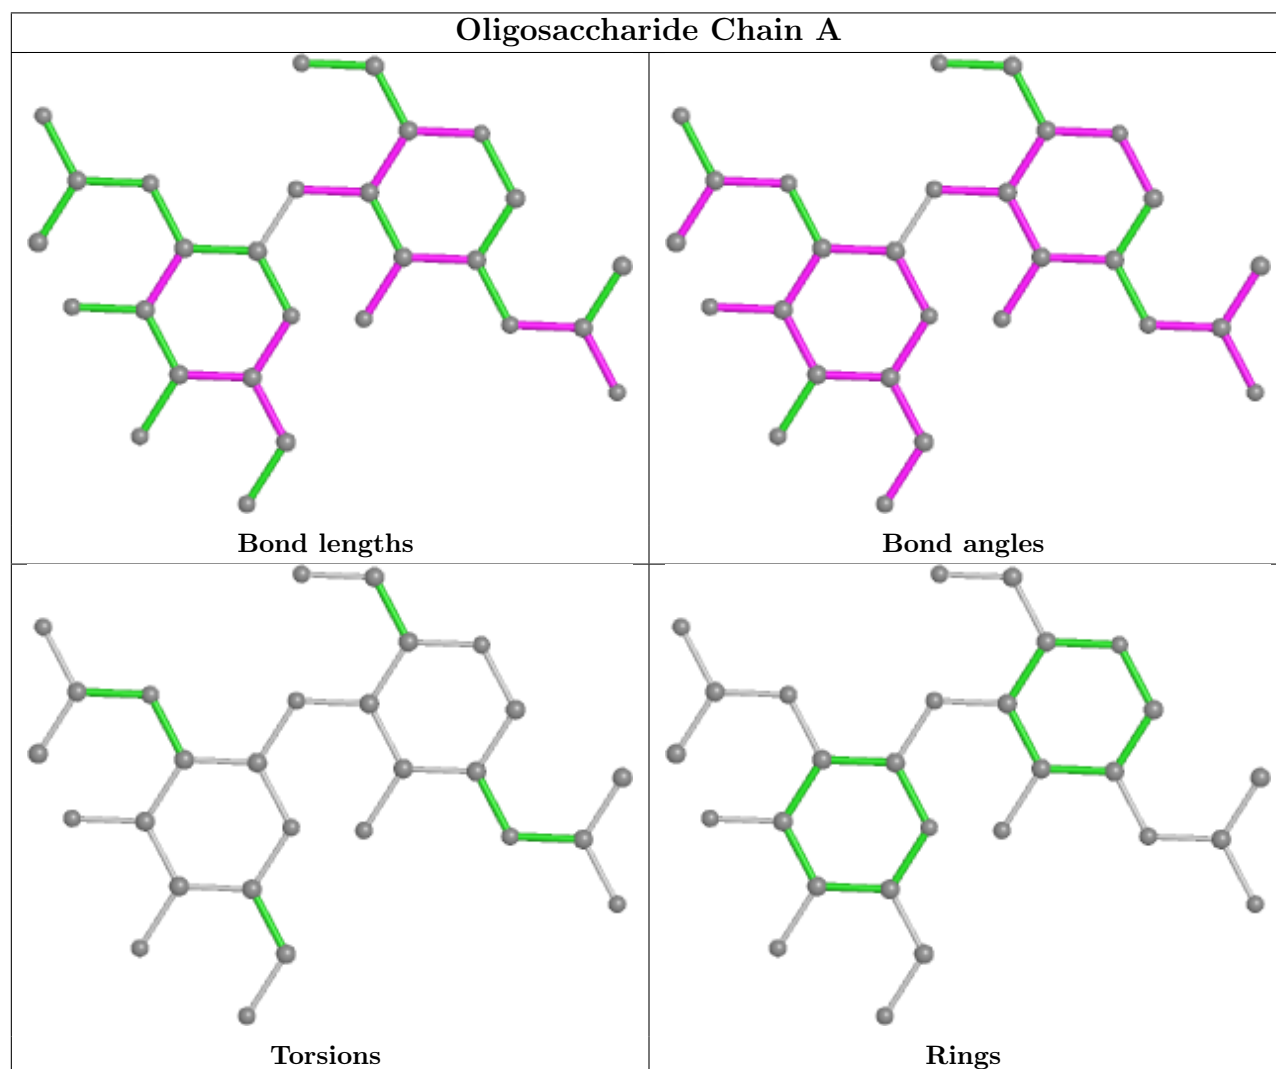 Oligosaccharide Chain A
Bond lengths
Bond angles
Torsions
Rings